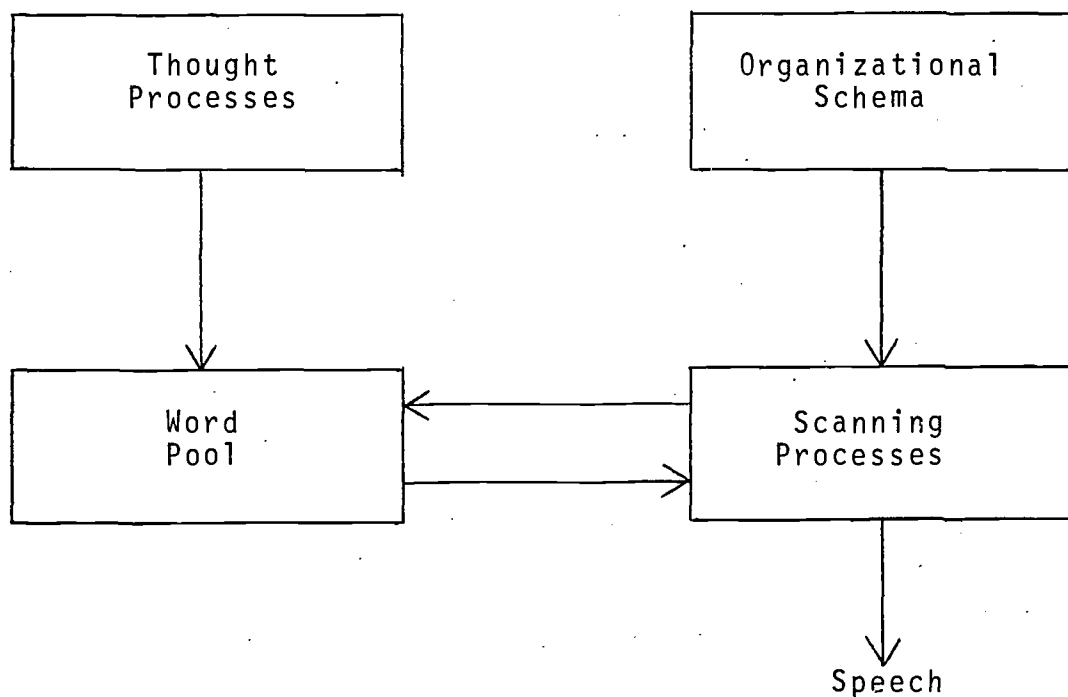 Thought
Processes
Organizational
Schema
Word
Pool
Scanning
Processes
Speech